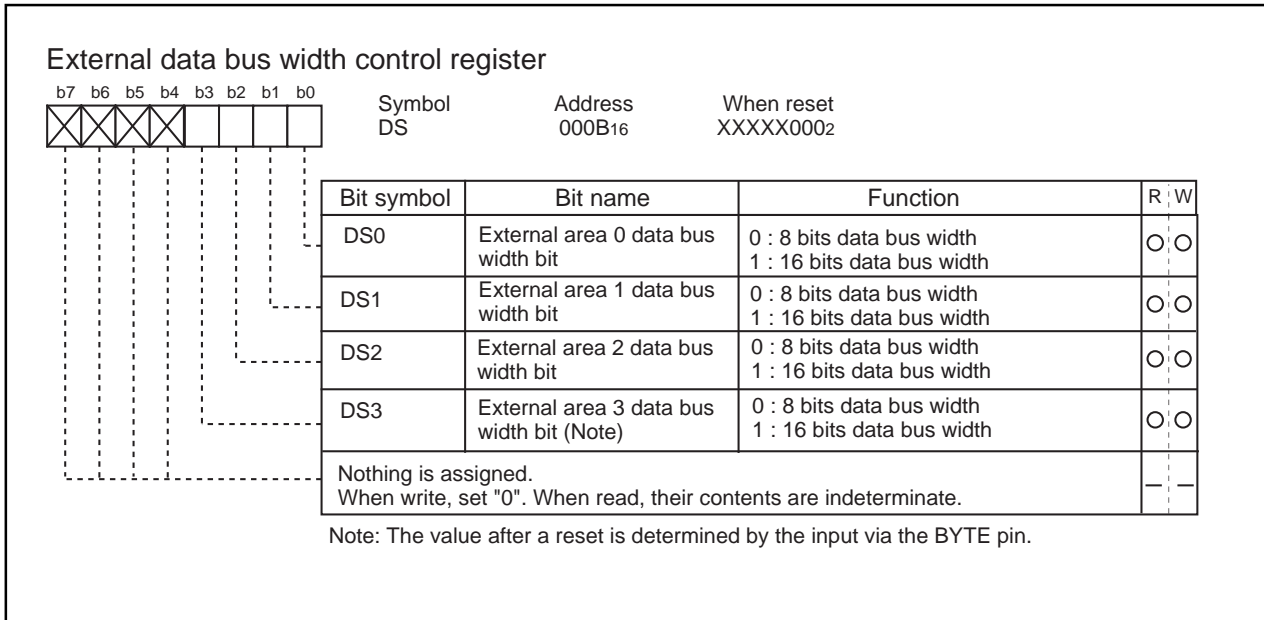 External data bus width control register
b7 b6 b5 b4 b3 b2 b1 b0
Symbol Address When reset
DS 000B16 XXXXX0002
Bit symbol Bit name Function R W
DS0 External area 0 data bus width bit 0 : 8 bits data bus width
1 : 16 bits data bus width
DS1 External area 1 data bus width bit 0 : 8 bits data bus width
1 : 16 bits data bus width
DS2 External area 2 data bus width bit 0 : 8 bits data bus width
1 : 16 bits data bus width
DS3 External area 3 data bus width bit (Note) 0 : 8 bits data bus width
1 : 16 bits data bus width
Nothing is assigned.
When write, set "0". When read, their contents are indeterminate.
Note: The value after a reset is determined by the input via the BYTE pin.